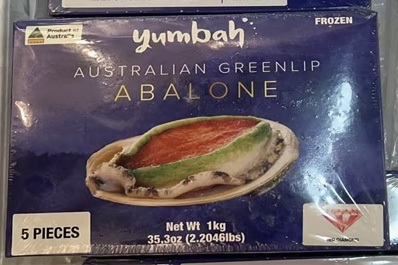 Product of
Australia
yumbah
FROZEN
AUSTRALIAN GREENLIP
ABALONE
5 PIECES
Net Wt 1kg
35.3oz (2.2046lbs)